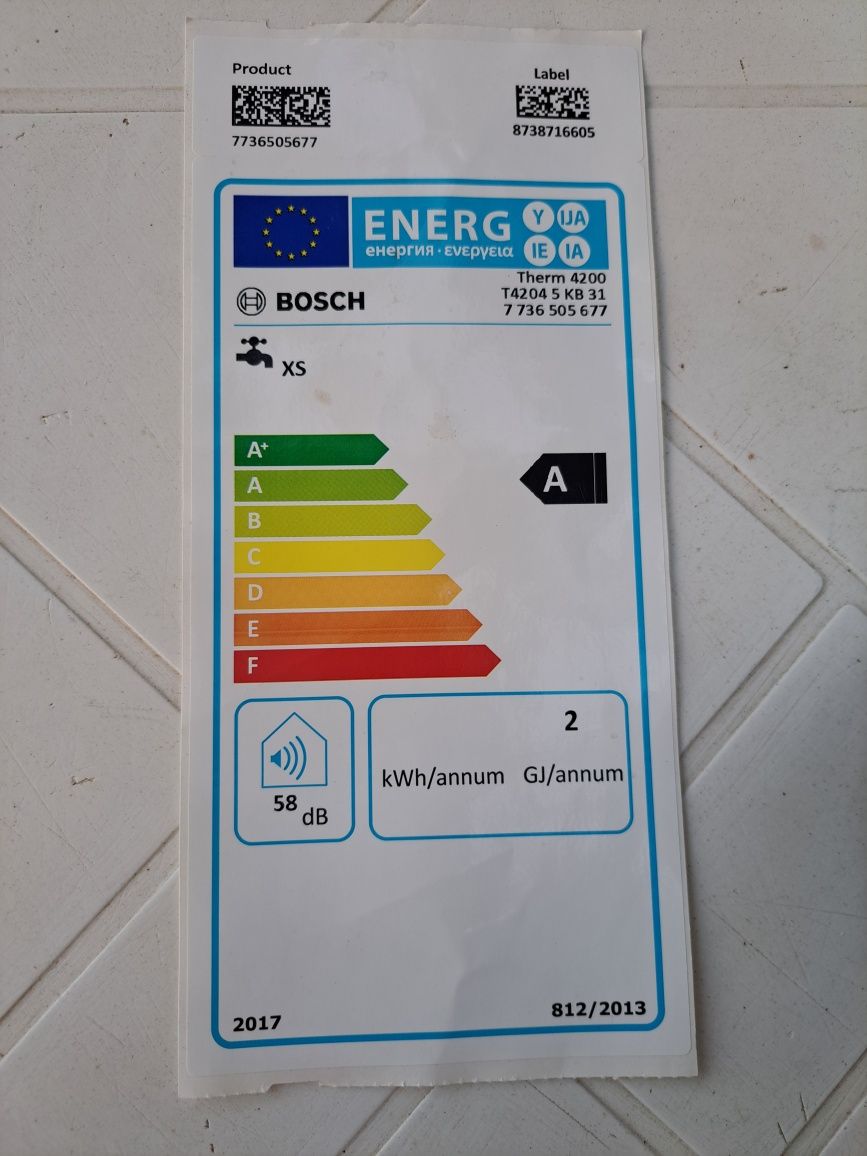 Product
Label
7736505677
8738716605
ENERG
Y IJA
енергия · ενεργεια
IE IA
BOSCH
Therm 4200
T4204 5 KB 31
7 736 505 677
XS
A+
A
B
C
D
E
F
A
58
dB
2
kWh/annum GJ/annum
2017
812/2013